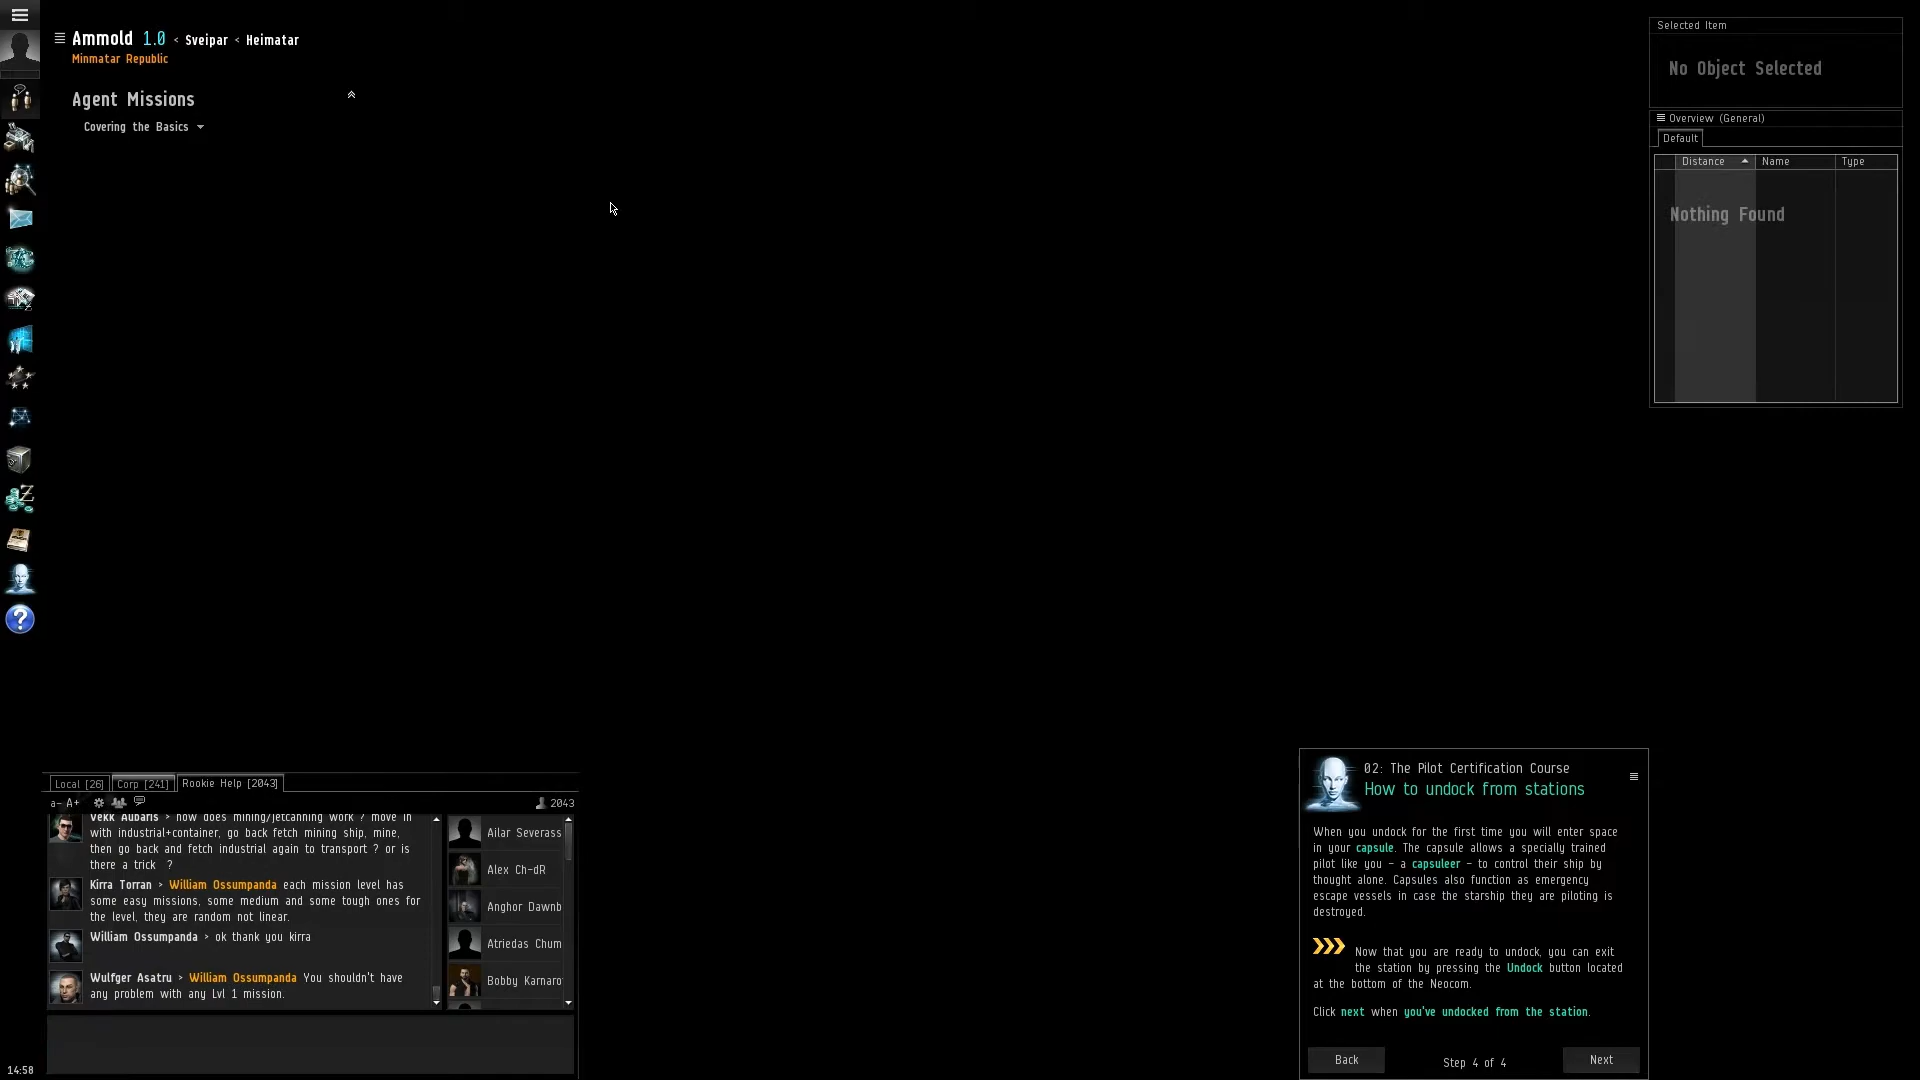 Ammold 1.0 < Sveipar < Heimatar
Minmatar Republic
Agent Missions
Covering the Basics
Selected Item
No Object Selected
Overview (General)
Default
Distance Name Type
Nothing Found
Local [26] Corp [241] Rookie Help [2043]
a- A+ 2043
Vekk Aubaris > how does mining/jetcanning work ? move in
with industrial+container, go back fetch mining ship, mine,
then go back and fetch industrial again to transport ? or is
there a trick ?
Kirra Torran > William Ossumpanda each mission level has
some easy missions, some medium and some tough ones for
the level, they are random not linear.
William Ossumpanda > ok thank you kirra
Wulfger Asatru > William Ossumpanda You shouldn't have
any problem with any Lvl 1 mission.
Ailar Severass
Alex Ch-dR
Anghor Dawnb
Atriedas Chum
Bobby Karnaro
02: The Pilot Certification Course
How to undock from stations
When you undock for the first time you will enter space
in your capsule. The capsule allows a specially trained
pilot like you - a capsuleer - to control their ship by
thought alone. Capsules also function as emergency
escape vessels in case the starship they are piloting is
destroyed.
Now that you are ready to undock, you can exit
the station by pressing the Undock button located
at the bottom of the Neocom.
Click next when you've undocked from the station.
Back Step 4 of 4 Next
14:58